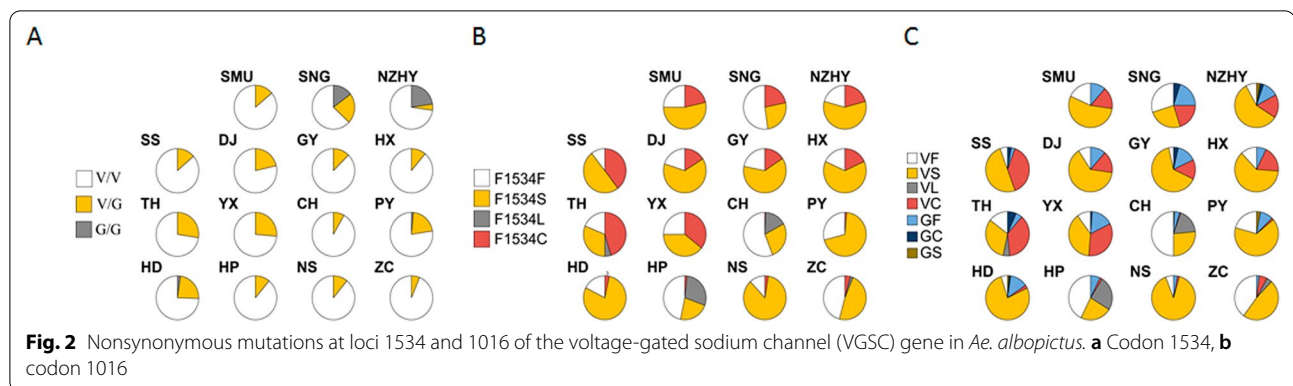 A
B
C
SMU SNG NZHY
SS DJ GY HX
TH YX CH PY
HD HP NS ZC
V/V
V/G
G/G
SMU SNG NZHY
SS DJ GY HX
TH YX CH PY
HD HP NS ZC
F1534F
F1534S
F1534L
F1534C
SMU SNG NZHY
SS DJ GY HX
TH YX CH PY
HD HP NS ZC
VF
VS
VL
VC
GF
GC
GS
Fig. 2 Nonsynonymous mutations at loci 1534 and 1016 of the voltage-gated sodium channel (VGSC) gene in Ae. albopictus. a Codon 1534, b
codon 1016